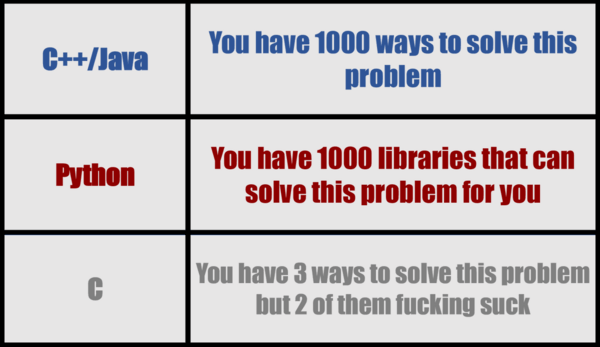 C++/Java
You have 1000 ways to solve this
problem
Python
You have 1000 libraries that can
solve this problem for you
C
You have 3 ways to solve this problem
but 2 of them fucking suck